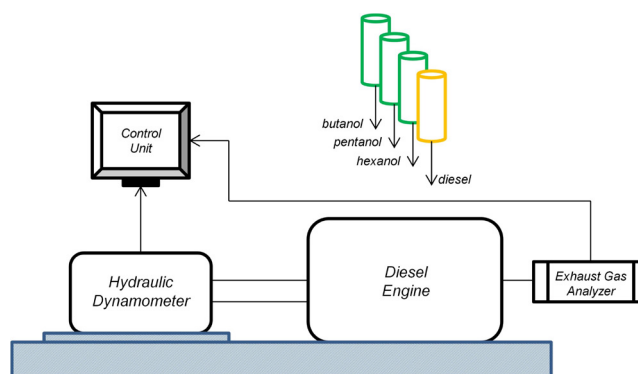 butanol
pentanol
hexanol
diesel
Control
Unit
Hydraulic
Dynamometer
Diesel
Engine
Exhaust Gas
Analyzer